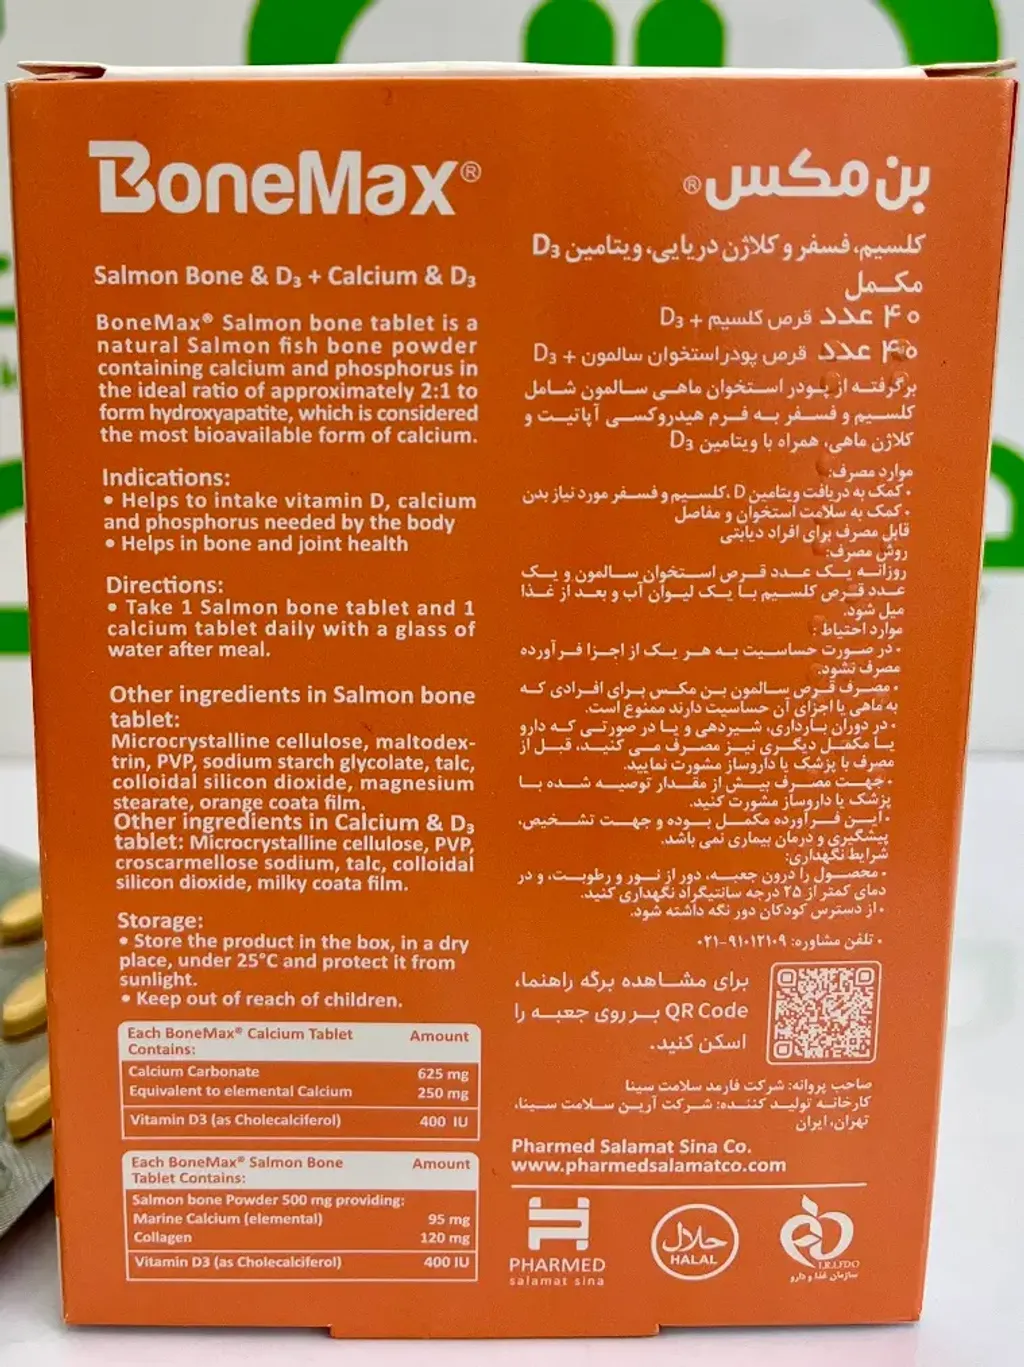 BoneMax®
Salmon Bone & D₃ + Calcium & D₃
BoneMax® Salmon bone tablet is a
natural Salmon fish bone powder
containing calcium and phosphorus in
the ideal ratio of approximately 2:1 to
form hydroxyapatite, which is considered
the most bioavailable form of calcium.
Indications:
• Helps to intake vitamin D, calcium
and phosphorus needed by the body
• Helps in bone and joint health
Directions:
• Take 1 Salmon bone tablet and 1
calcium tablet daily with a glass of
water after meal.
Other ingredients in Salmon bone
tablet:
Microcrystalline cellulose, maltodex-
trin, PVP, sodium starch glycolate, talc,
colloidal silicon dioxide, magnesium
stearate, orange coata film.
Other ingredients in Calcium & D₃
tablet: Microcrystalline cellulose, PVP,
croscarmellose sodium, talc, colloidal
silicon dioxide, milky coata film.
Storage:
• Store the product in the box, in a dry
place, under 25°C and protect it from
sunlight.
• Keep out of reach of children.
Each BoneMax® Calcium Tablet Amount
Contains:
Calcium Carbonate 625 mg
Equivalent to elemental Calcium 250 mg
Vitamin D3 (as Cholecalciferol) 400 IU
Each BoneMax® Salmon Bone Amount
Tablet Contains:
Salmon bone Powder 500 mg providing:
Marine Calcium (elemental) 95 mg
Collagen 120 mg
Vitamin D3 (as Cholecalciferol) 400 IU
بن مکس®
کلسیم، فسفر و کلاژن دریایی، ویتامین D₃
مکمل
۴۰ عدد قرص کلسیم + D₃
۴۰ عدد قرص پودر استخوان سالمون + D₃
برگرفته از پودر استخوان ماهی سالمون شامل
کلسیم و فسفر به فرم هیدروکسی آپاتیت و
کلاژن ماهی، همراه با ویتامین D₃
موارد مصرف:
• کمک به دریافت ویتامین D، کلسیم و فسفر مورد نیاز بدن
• کمک به سلامت استخوان و مفاصل
قابل مصرف برای افراد دیابتی
روش مصرف:
روزانه یک عدد قرص استخوان سالمون و یک
عدد قرص کلسیم با یک لیوان آب و بعد از غذا
میل شود.
موارد احتیاط:
• در صورت حساسیت به هر یک از اجزا فرآورده
مصرف نشود.
• مصرف قرص سالمون بن مکس برای افرادی که
به ماهی یا اجزای آن حساسیت دارند ممنوع است.
• در دوران بارداری، شیردهی و یا در صورتی که دارو
یا مکمل دیگری نیز مصرف می کنید، قبل از
مصرف با پزشک یا داروساز مشورت نمایید.
• جهت مصرف بیش از مقدار توصیه شده با
پزشک یا داروساز مشورت کنید.
• این فرآورده مکمل بوده و جهت تشخیص،
پیشگیری و درمان بیماری نمی باشد.
شرایط نگهداری:
• محصول را درون جعبه، دور از نور و رطوبت، و در
دمای کمتر از ۲۵ درجه سانتیگراد نگهداری کنید.
• از دسترس کودکان دور نگه داشته شود.
• تلفن مشاوره: ۹۱۰۱۲۱۰۹-۰۲۱
برای مشاهده برگه راهنما،
QR Code بر روی جعبه را
اسکن کنید.
صاحب پروانه: شرکت فارمد سلامت سینا
کارخانه تولید کننده: شرکت آرین سلامت سینا،
تهران، ایران
Pharmed Salamat Sina Co.
www.pharmedsalamatco.com
PHARMED
salamat sina
حلال
HALAL
I.R.I.FDO
سازمان غذا و دارو